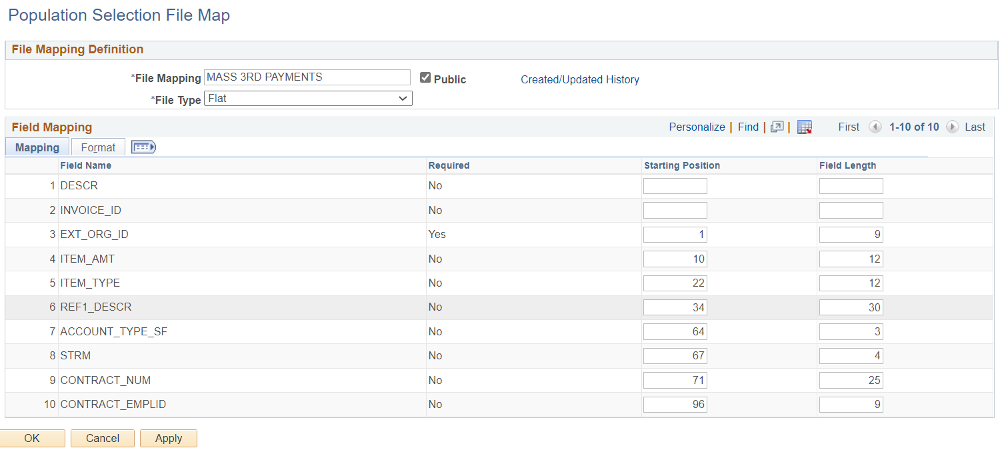 Population Selection File Map
File Mapping Definition
*File Mapping MASS 3RD PAYMENTS Public Created/Updated History
*File Type Flat
Field Mapping Personalize | Find | | First 1-10 of 10 Last
Mapping Format
Field Name Required Starting Position Field Length
1 DESCR No
2 INVOICE_ID No
3 EXT_ORG_ID Yes 1 9
4 ITEM_AMT No 10 12
5 ITEM_TYPE No 22 12
6 REF1_DESCR No 34 30
7 ACCOUNT_TYPE_SF No 64 3
8 STRM No 67 4
9 CONTRACT_NUM No 71 25
10 CONTRACT_EMPLID No 96 9
OK Cancel Apply